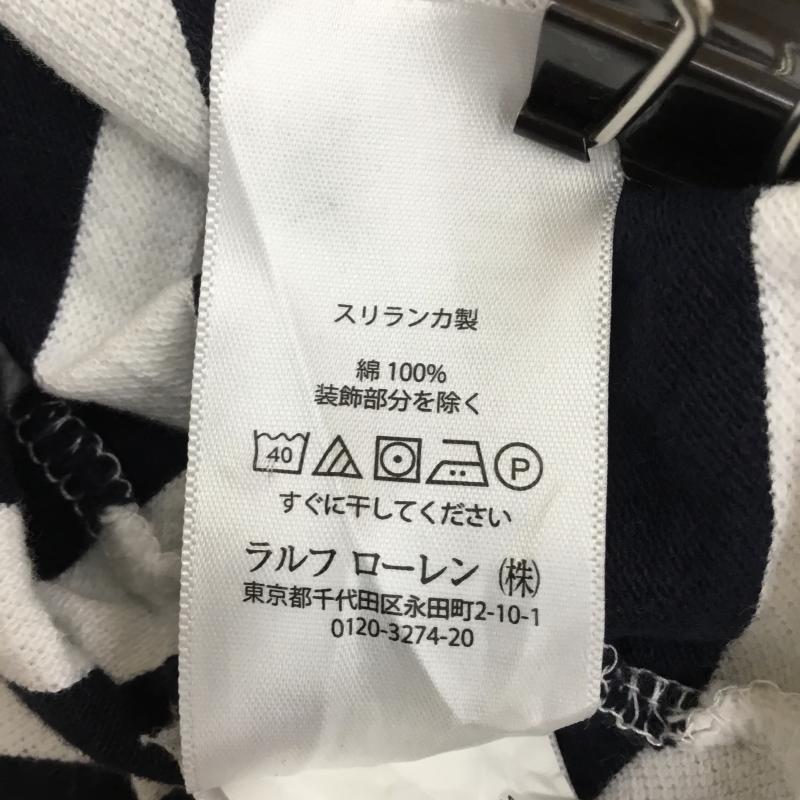 スリランカ製
綿 100%
装飾部分を除く
40 P
すぐに干してください
ラルフ ローレン (株)
東京都千代田区永田町2-10-1
0120-3274-20